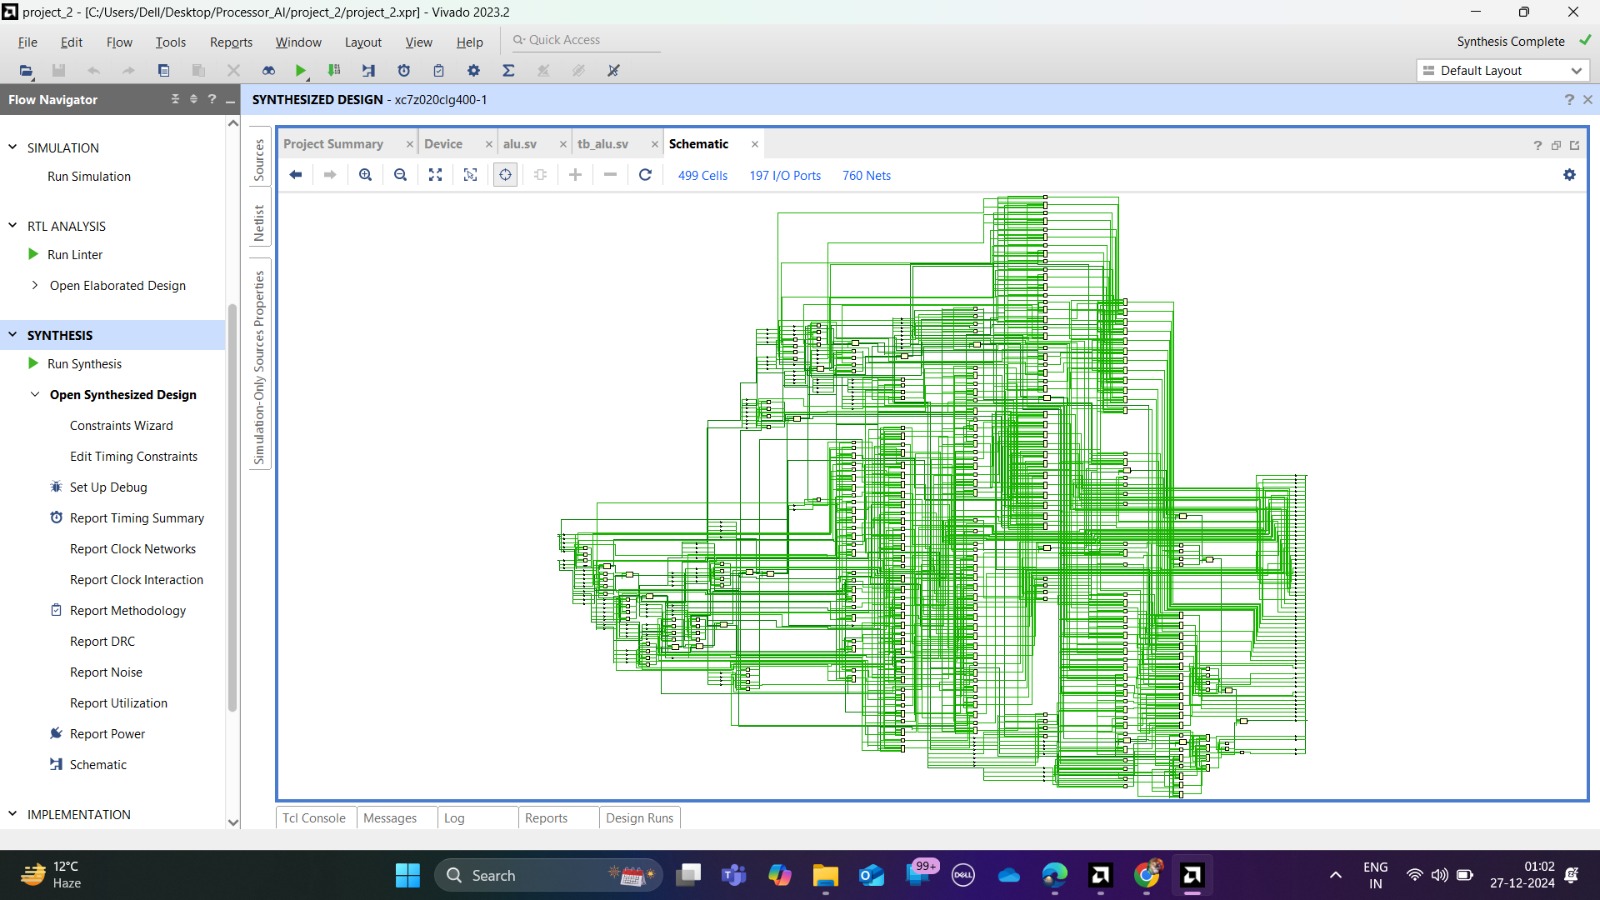 project_2 - [C:/Users/Dell/Desktop/Processor_AI/project_2/project_2.xpr] - Vivado 2023.2
File Edit Flow Tools Reports Window Layout View Help Quick Access
Synthesis Complete
Default Layout
Flow Navigator
SYNTHESIZED DESIGN - xc7z020clg400-1
SIMULATION
Run Simulation
RTL ANALYSIS
Run Linter
Open Elaborated Design
SYNTHESIS
Run Synthesis
Open Synthesized Design
Constraints Wizard
Edit Timing Constraints
Set Up Debug
Report Timing Summary
Report Clock Networks
Report Clock Interaction
Report Methodology
Report DRC
Report Noise
Report Utilization
Report Power
Schematic
IMPLEMENTATION
Sources
Netlist
Simulation-Only Sources Properties
Project Summary Device alu.sv tb_alu.sv Schematic
499 Cells 197 I/O Ports 760 Nets
Tcl Console Messages Log Reports Design Runs
12°C
Haze
Search
99+
DELL
ENG
IN
01:02
27-12-2024